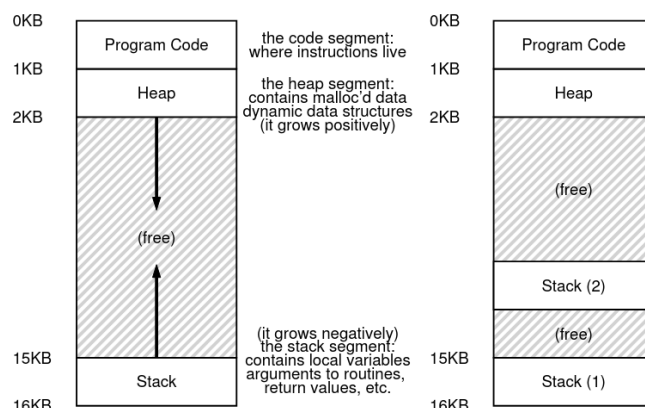 0KB
Program Code
the code segment:
where instructions live
1KB
Heap
the heap segment:
contains malloc'd data
dynamic data structures
(it grows positively)
2KB
(free)
(it grows negatively)
the stack segment:
contains local variables
arguments to routines,
return values, etc.
15KB
Stack
16KB
0KB
Program Code
1KB
Heap
2KB
(free)
Stack (2)
(free)
15KB
Stack (1)
16KB